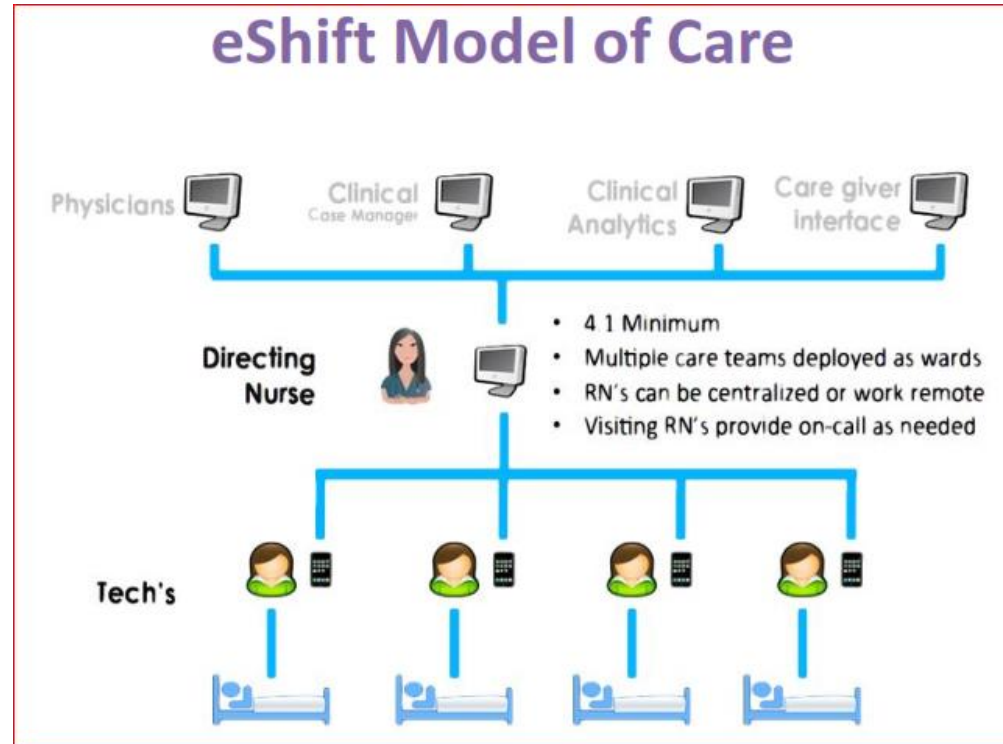 eShift Model of Care
Physicians
Clinical
Case Manager
Clinical
Analytics
Care giver
interface
Directing
Nurse
• 4 1 Minimum
• Multiple care teams deployed as wards
• RN's can be centralized or work remote
• Visiting RN's provide on-call as needed
Tech's